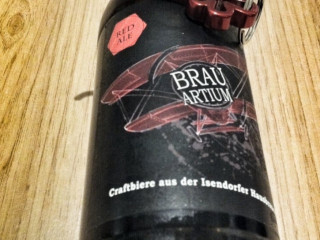 RED
ALE
BRAU
ARTIUM
Craftbiere aus der Isendorfer